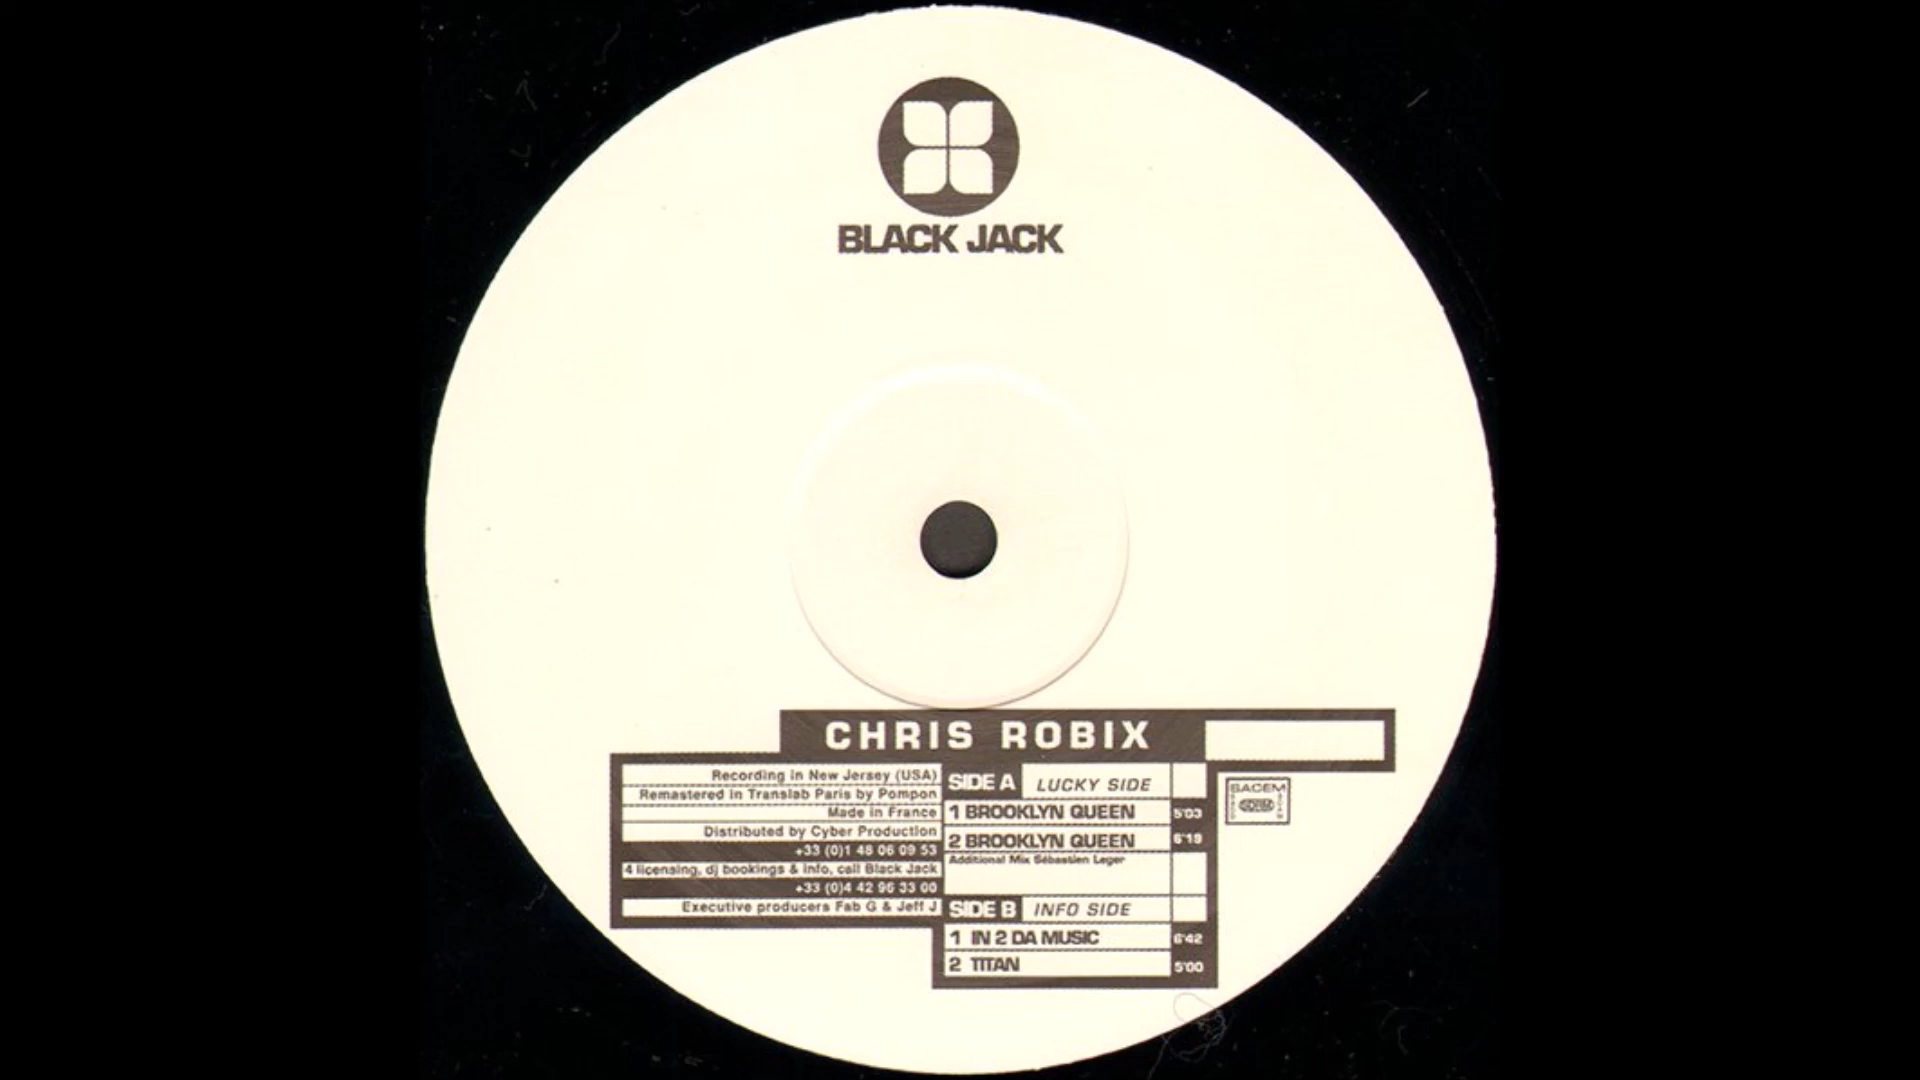 BLACK JACK
CHRIS ROBIX
Recording in New Jersey (USA)
Remastered in Translab Paris by Pompon
Made in France
Distributed by Cyber Production
+33 (0)1 48 06 09 53
4 licensing, dj bookings & info, call Black Jack
+33 (0)4 42 96 33 00
Executive producers Fab G & Jeff J
SIDE A LUCKY SIDE
1 BROOKLYN QUEEN 5'03
2 BROOKLYN QUEEN 6'19
Additional Mix Sébastien Leger
SIDE B INFO SIDE
1 IN 2 DA MUSIC 6'42
2 TITAN 5'00
SACEM
SDRM